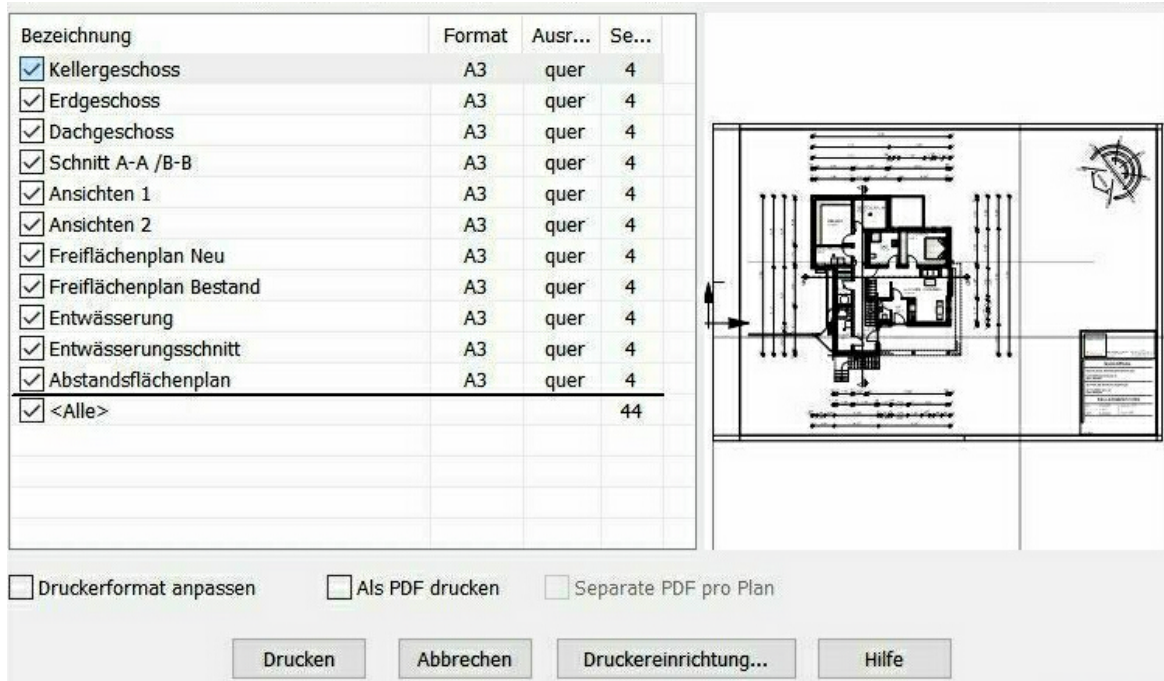 Bezeichnung Format Ausr... Se...
Kellergeschoss A3 quer 4
Erdgeschoss A3 quer 4
Dachgeschoss A3 quer 4
Schnitt A-A /B-B A3 quer 4
Ansichten 1 A3 quer 4
Ansichten 2 A3 quer 4
Freiflächenplan Neu A3 quer 4
Freiflächenplan Bestand A3 quer 4
Entwässerung A3 quer 4
Entwässerungsschnitt A3 quer 4
Abstandsflächenplan A3 quer 4
<Alle> 44
Druckerformat anpassen Als PDF drucken Separate PDF pro Plan
Drucken Abbrechen Druckereinrichtung... Hilfe